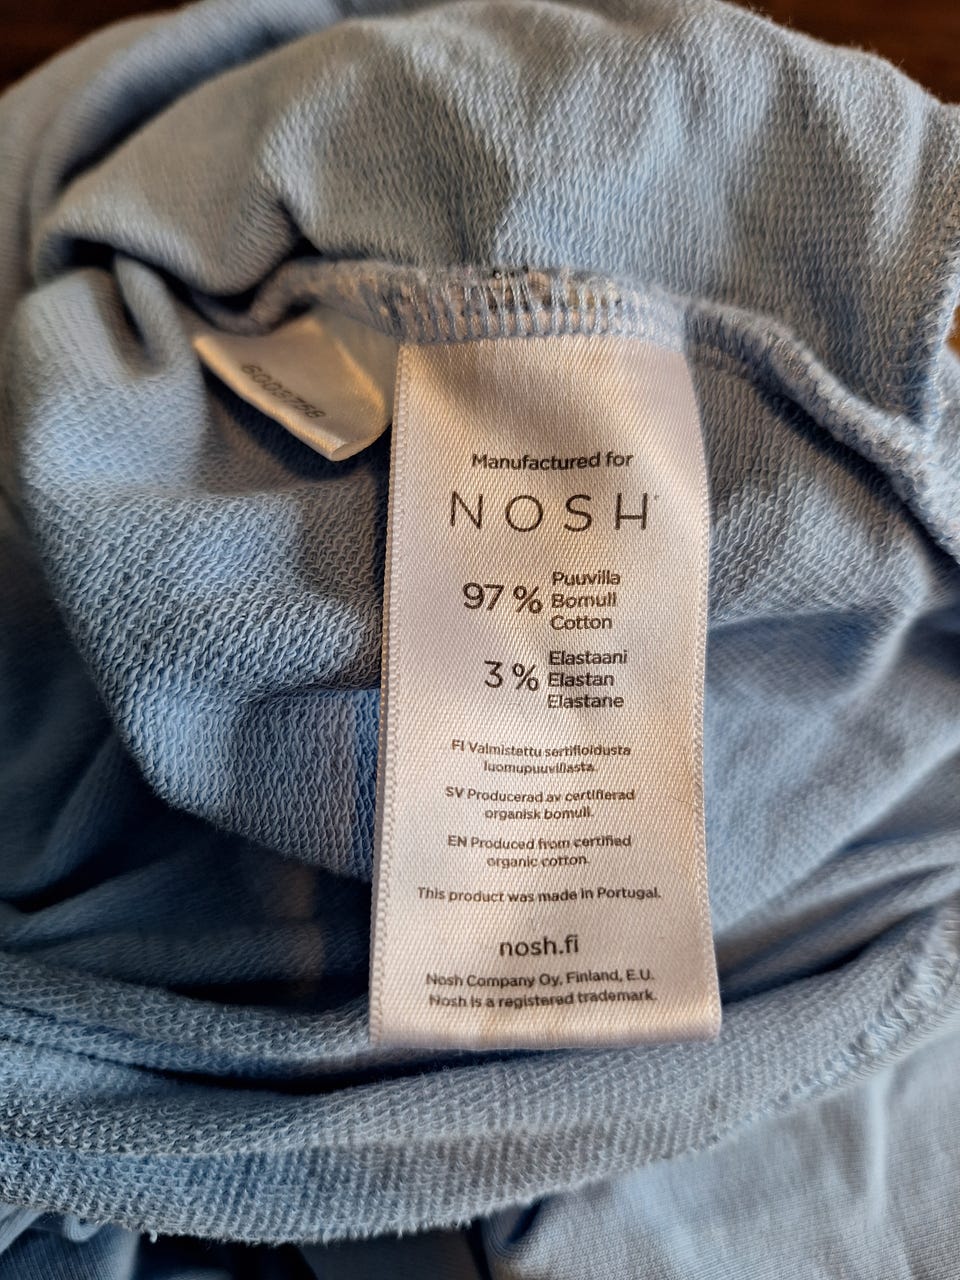 6003758
Manufactured for
NOSH
97 % Puuvilla
Bomull
Cotton
3 % Elastaani
Elastan
Elastane
FI Valmistettu sertifioidusta
luomupuuvillasta.
SV Producerad av certifierad
organisk bomull.
EN Produced from certified
organic cotton.
This product was made in Portugal.
nosh.fi
Nosh Company Oy, Finland, E.U.
Nosh is a registered trademark.